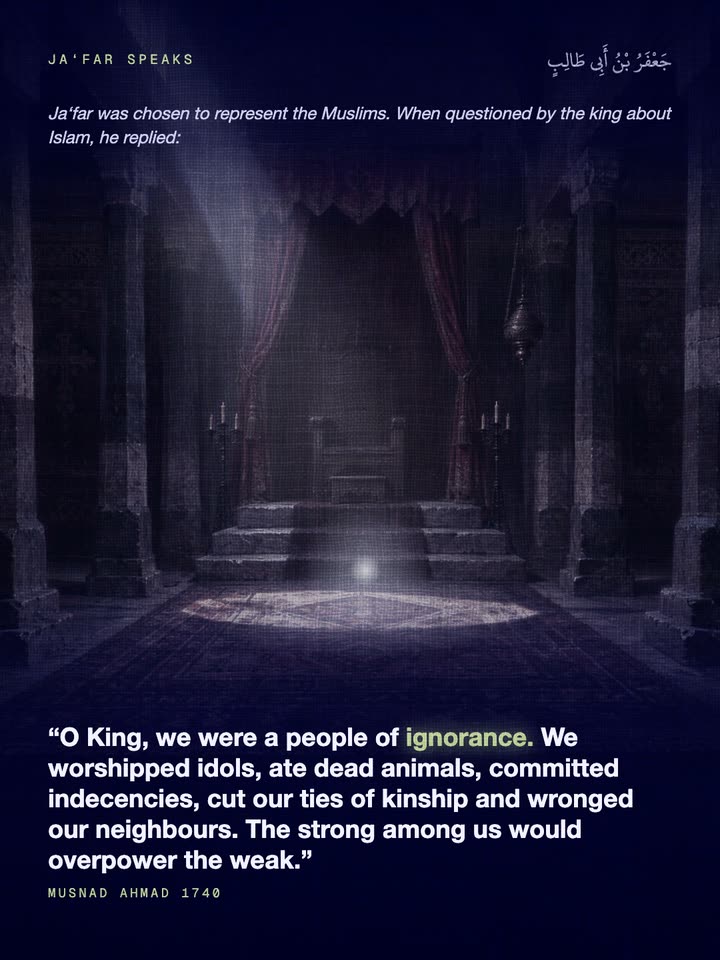 JA‘FAR SPEAKS
جَعْفَرُ بْنُ أَبِي طَالِبٍ
Ja‘far was chosen to represent the Muslims. When questioned by the king about
Islam, he replied:
“O King, we were a people of ignorance. We
worshipped idols, ate dead animals, committed
indecencies, cut our ties of kinship and wronged
our neighbours. The strong among us would
overpower the weak.”
MUSNAD AHMAD 1740